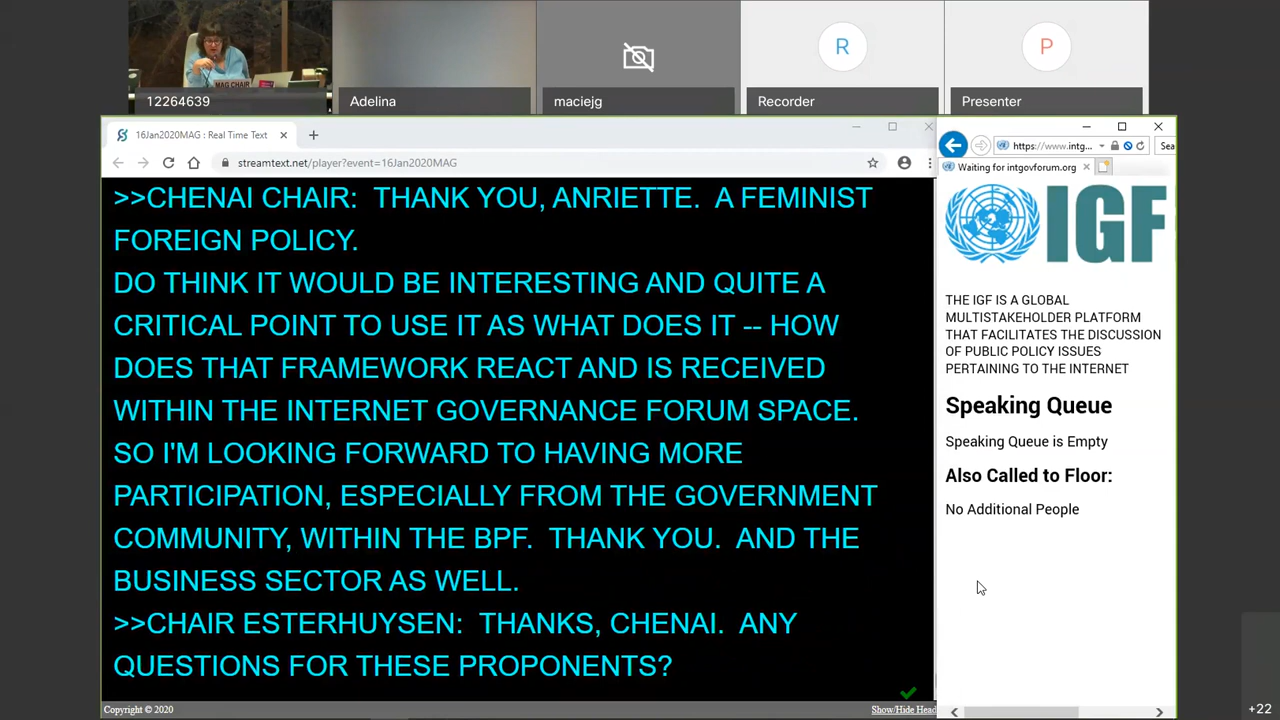 MAG CHAIR
12264639
Adelina
maciejg
R
Recorder
P
Presenter
16Jan2020MAG : Real Time Text
streamtext.net/player?event=16Jan2020MAG
>>CHENAI CHAIR:  THANK YOU, ANRIETTE.  A FEMINIST
FOREIGN POLICY.
DO THINK IT WOULD BE INTERESTING AND QUITE A
CRITICAL POINT TO USE IT AS WHAT DOES IT -- HOW
DOES THAT FRAMEWORK REACT AND IS RECEIVED
WITHIN THE INTERNET GOVERNANCE FORUM SPACE.
SO I'M LOOKING FORWARD TO HAVING MORE
PARTICIPATION, ESPECIALLY FROM THE GOVERNMENT
COMMUNITY, WITHIN THE BPF.  THANK YOU.  AND THE
BUSINESS SECTOR AS WELL.
>>CHAIR ESTERHUYSEN:  THANKS, CHENAI.  ANY
QUESTIONS FOR THESE PROPONENTS?
Copyright © 2020
Show/Hide Head
https://www.intg...
Sea
Waiting for intgovforum.org
IGF
THE IGF IS A GLOBAL
MULTISTAKEHOLDER PLATFORM
THAT FACILITATES THE DISCUSSION
OF PUBLIC POLICY ISSUES
PERTAINING TO THE INTERNET
Speaking Queue
Speaking Queue is Empty
Also Called to Floor:
No Additional People
+22